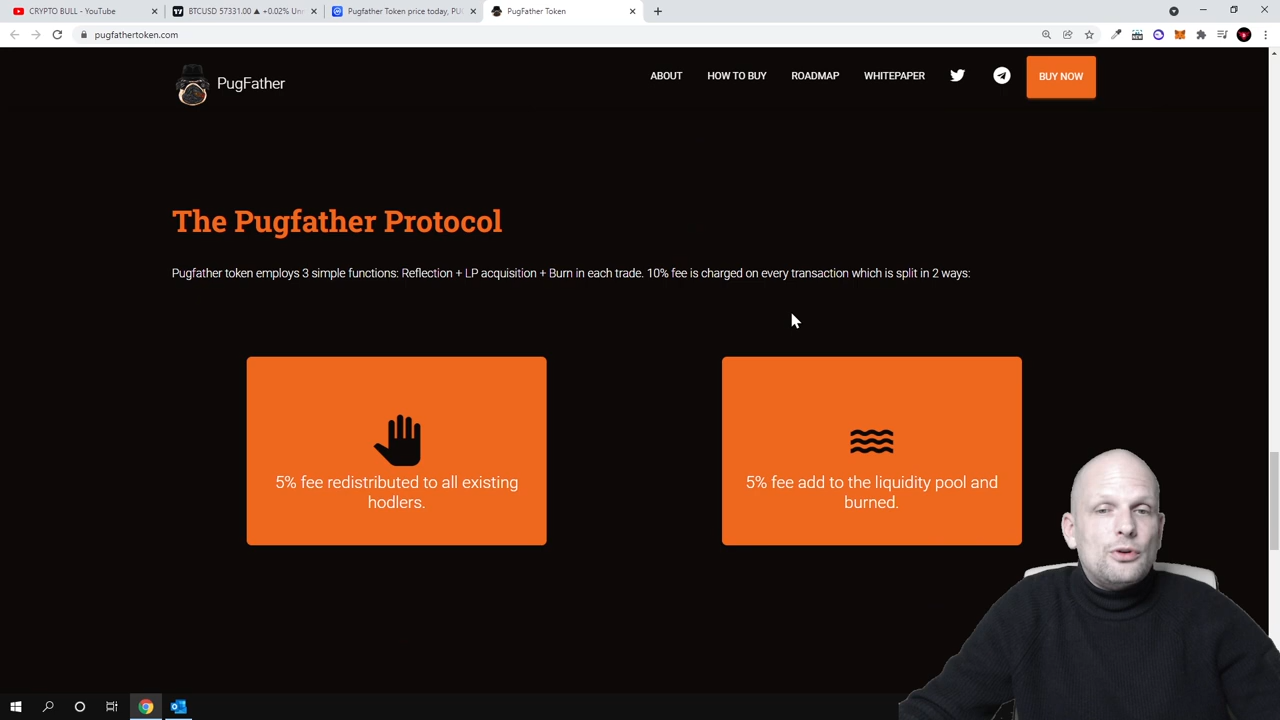 CRYPTO BULL - YouTube
BTCUSD 57331.00 ▲ +0.02% Un
Pugfather Token price today, PU
PugFather Token
pugfathertoken.com
PugFather
ABOUT
HOW TO BUY
ROADMAP
WHITEPAPER
BUY NOW
The Pugfather Protocol
Pugfather token employs 3 simple functions: Reflection + LP acquisition + Burn in each trade. 10% fee is charged on every transaction which is split in 2 ways:
5% fee redistributed to all existing
hodlers.
5% fee add to the liquidity pool and
burned.